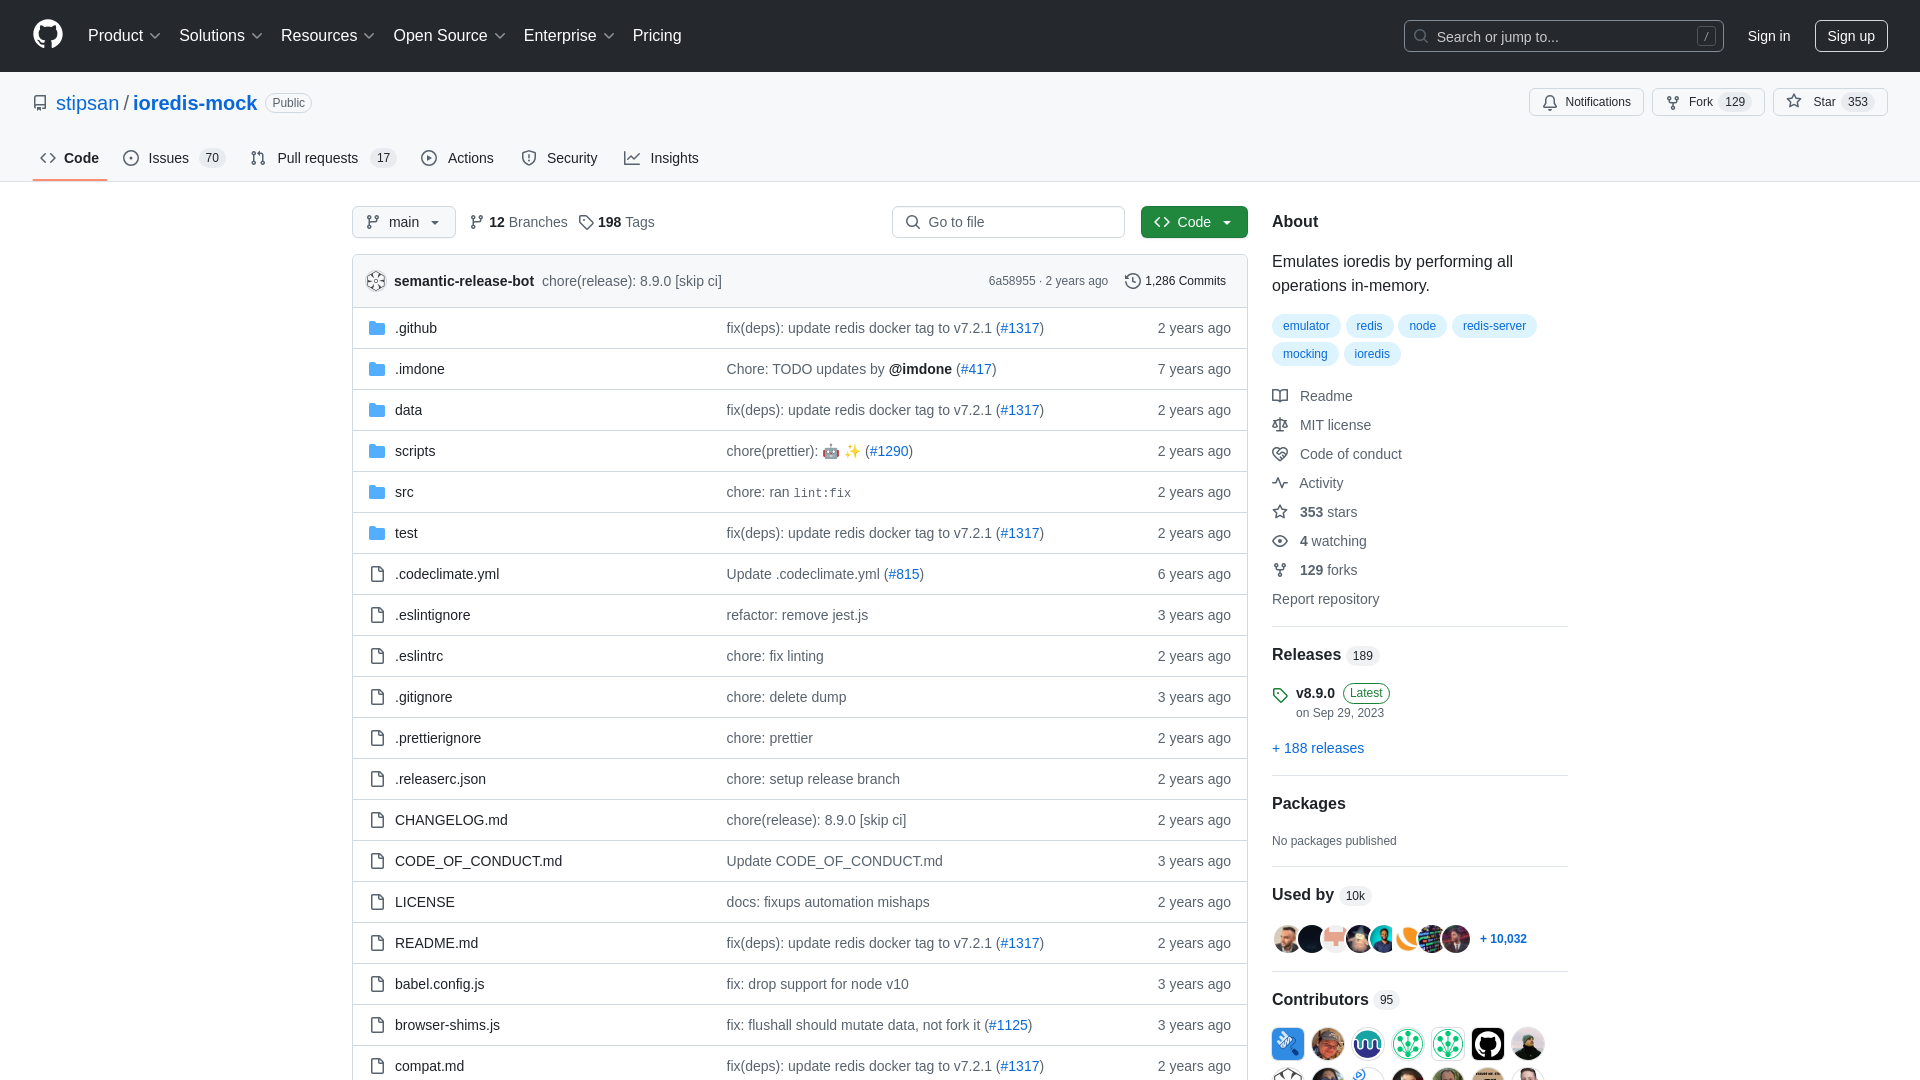 Product
Solutions
Resources
Open Source
Enterprise
Pricing
Search or jump to...
/
Sign in
Sign up
stipsan / ioredis-mock Public
Notifications
Fork 129
Star 353
Code
Issues 70
Pull requests 17
Actions
Security
Insights
main
12 Branches
198 Tags
Go to file
Code
semantic-release-bot chore(release): 8.9.0 [skip ci] 6a58955 · 2 years ago 1,286 Commits
.github fix(deps): update redis docker tag to v7.2.1 (#1317) 2 years ago
.imdone Chore: TODO updates by @imdone (#417) 7 years ago
data fix(deps): update redis docker tag to v7.2.1 (#1317) 2 years ago
scripts chore(prettier): 🤖 ✨ (#1290) 2 years ago
src chore: ran lint:fix 2 years ago
test fix(deps): update redis docker tag to v7.2.1 (#1317) 2 years ago
.codeclimate.yml Update .codeclimate.yml (#815) 6 years ago
.eslintignore refactor: remove jest.js 3 years ago
.eslintrc chore: fix linting 2 years ago
.gitignore chore: delete dump 3 years ago
.prettierignore chore: prettier 2 years ago
.releaserc.json chore: setup release branch 2 years ago
CHANGELOG.md chore(release): 8.9.0 [skip ci] 2 years ago
CODE_OF_CONDUCT.md Update CODE_OF_CONDUCT.md 3 years ago
LICENSE docs: fixups automation mishaps 2 years ago
README.md fix(deps): update redis docker tag to v7.2.1 (#1317) 2 years ago
babel.config.js fix: drop support for node v10 3 years ago
browser-shims.js fix: flushall should mutate data, not fork it (#1125) 3 years ago
compat.md fix(deps): update redis docker tag to v7.2.1 (#1317) 2 years ago
About
Emulates ioredis by performing all
operations in-memory.
emulator redis node redis-server
mocking ioredis
Readme
MIT license
Code of conduct
Activity
353 stars
4 watching
129 forks
Report repository
Releases 189
v8.9.0 Latest
on Sep 29, 2023
+ 188 releases
Packages
No packages published
Used by 10k
+ 10,032
Contributors 95